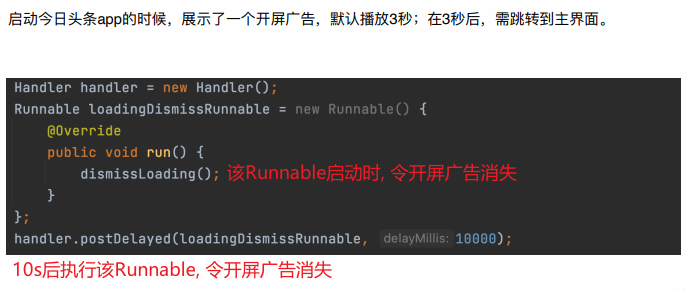 启动今日头条app的时候，展示了一个开屏广告，默认播放3秒；在3秒后，需跳转到主界面。
Handler handler = new Handler();
Runnable loadingDismissRunnable = new Runnable() {
@Override
public void run() {
dismissLoading(); 该Runnable启动时, 令开屏广告消失
}
};
handler.postDelayed(loadingDismissRunnable, delayMillis: 10000);
10s后执行该Runnable, 令开屏广告消失